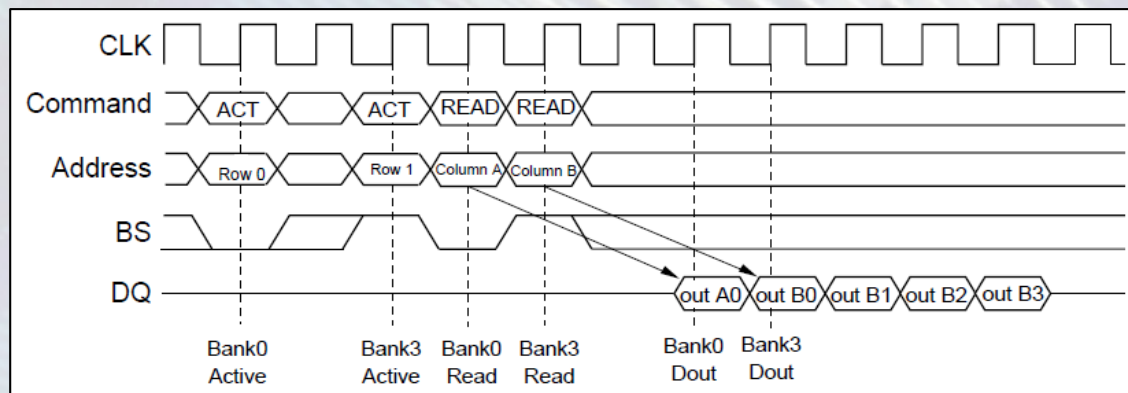 CLK
Command ACT ACT READ READ
Address Row 0 Row 1 Column A Column B
BS
DQ out A0 out B0 out B1 out B2 out B3
Bank0 Bank3 Bank0 Bank3 Bank0 Bank3
Active Active Read Read Dout Dout